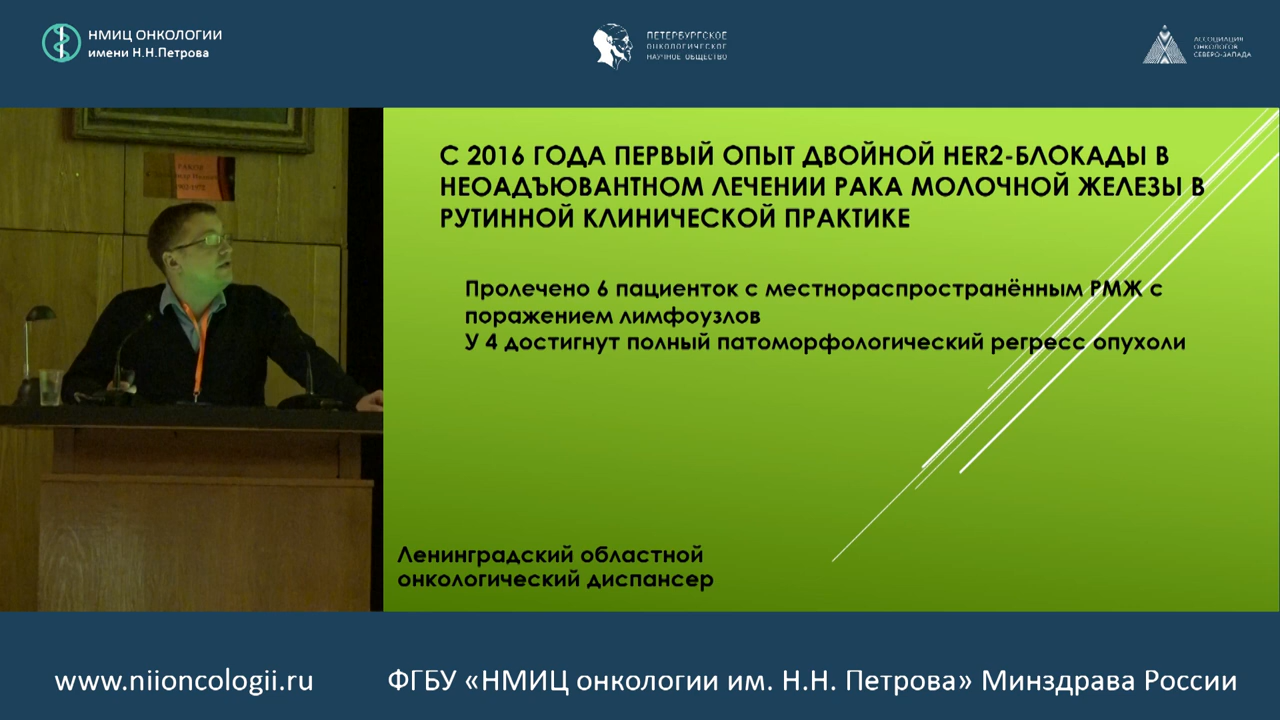 НМИЦ ОНКОЛОГИИ
имени Н.Н.Петрова
ПЕТЕРБУРГСКОЕ
ОНКОЛОГИЧЕСКОЕ
НАУЧНОЕ ОБЩЕСТВО
АССОЦИАЦИЯ
ОНКОЛОГОВ
СЕВЕРО-ЗАПАДА
С 2016 ГОДА ПЕРВЫЙ ОПЫТ ДВОЙНОЙ HER2-БЛОКАДЫ В
НЕОАДЪЮВАНТНОМ ЛЕЧЕНИИ РАКА МОЛОЧНОЙ ЖЕЛЕЗЫ В
РУТИННОЙ КЛИНИЧЕСКОЙ ПРАКТИКЕ
Пролечено 6 пациенток с местнораспространённым РМЖ с
поражением лимфоузлов
У 4 достигнут полный патоморфологический регресс опухоли
Ленинградский областной
онкологический диспансер
www.niioncologii.ru
ФГБУ «НМИЦ онкологии им. Н.Н. Петрова» Минздрава России